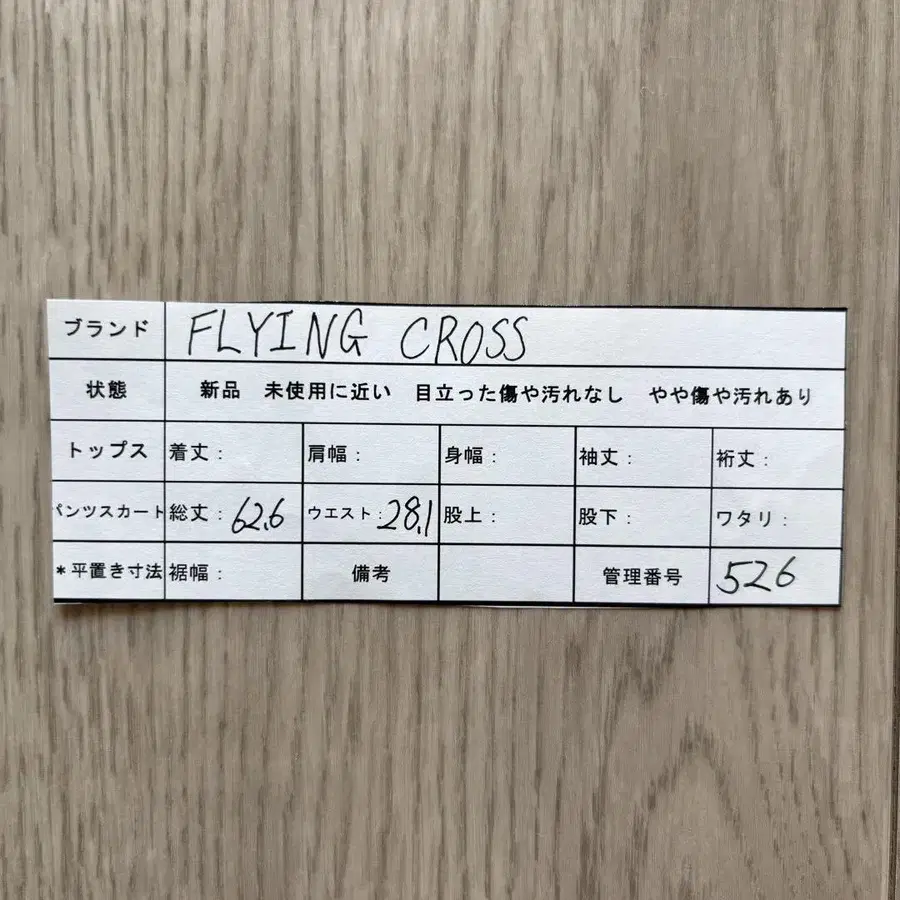 ブランド FLYING CROSS
状態 新品 未使用に近い 目立った傷や汚れなし やや傷や汚れあり
トップス 着丈： 肩幅： 身幅： 袖丈： 裄丈：
パンツスカート 総丈：62.6 ウエスト：28.1 股上： 股下： ワタリ：
＊平置き寸法 裾幅： 備考 管理番号 526